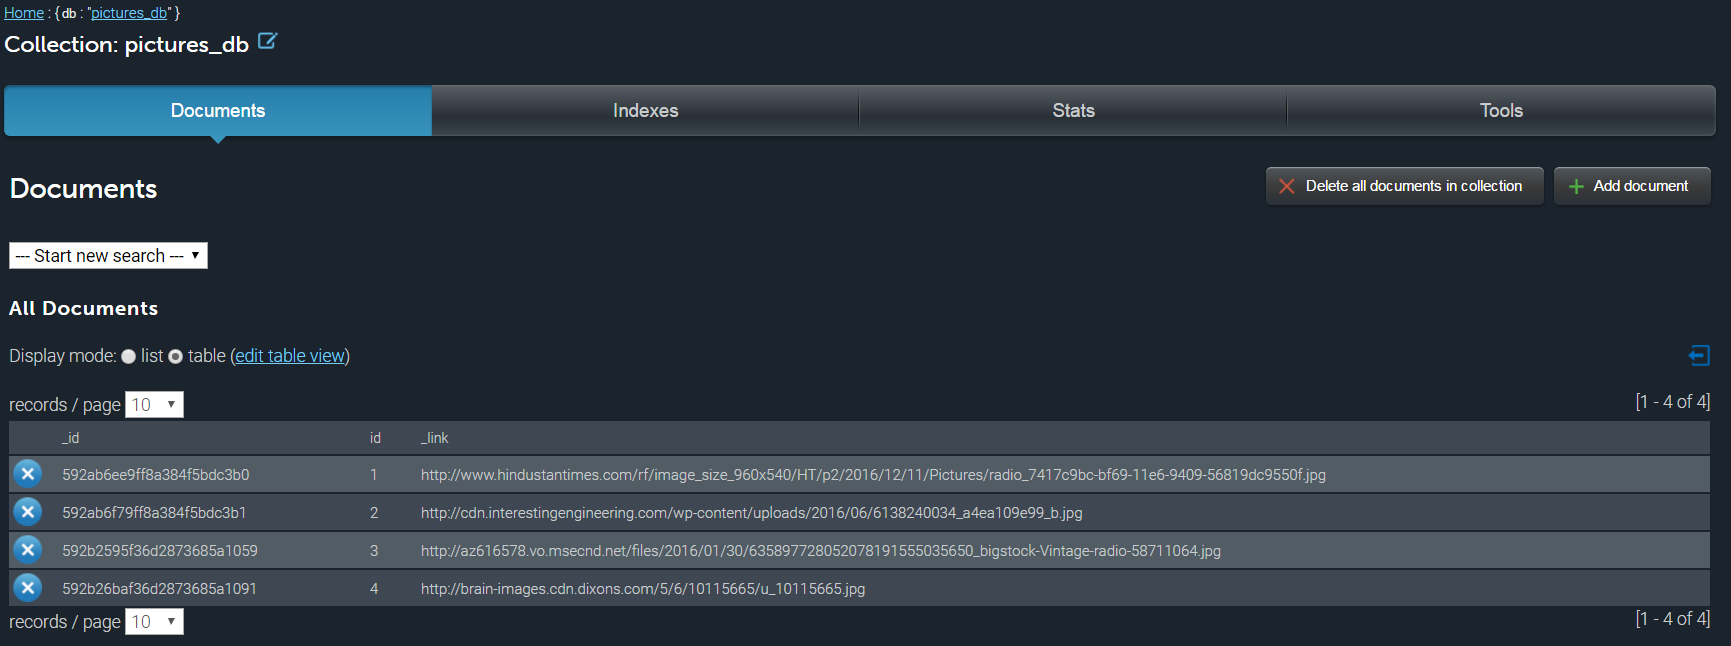 Home : { db : "pictures_db" }
Collection: pictures_db
Documents Indexes Stats Tools
Documents Delete all documents in collection Add document
--- Start new search ---
All Documents
Display mode: list table (edit table view)
records / page 10 [1 - 4 of 4]
_id id _link
592ab6ee9ff8a384f5bdc3b0 1 http://www.hindustantimes.com/rf/image_size_960x540/HT/p2/2016/12/11/Pictures/radio_7417c9bc-bf69-11e6-9409-56819dc9550f.jpg
592ab6f79ff8a384f5bdc3b1 2 http://cdn.interestingengineering.com/wp-content/uploads/2016/06/6138240034_a4ea109e99_b.jpg
592b2595f36d2873685a1059 3 http://az616578.vo.msecnd.net/files/2016/01/30/635897728052078191555035650_bigstock-Vintage-radio-58711064.jpg
592b26baf36d2873685a1091 4 http://brain-images.cdn.dixons.com/5/6/10115665/u_10115665.jpg
records / page 10 [1 - 4 of 4]